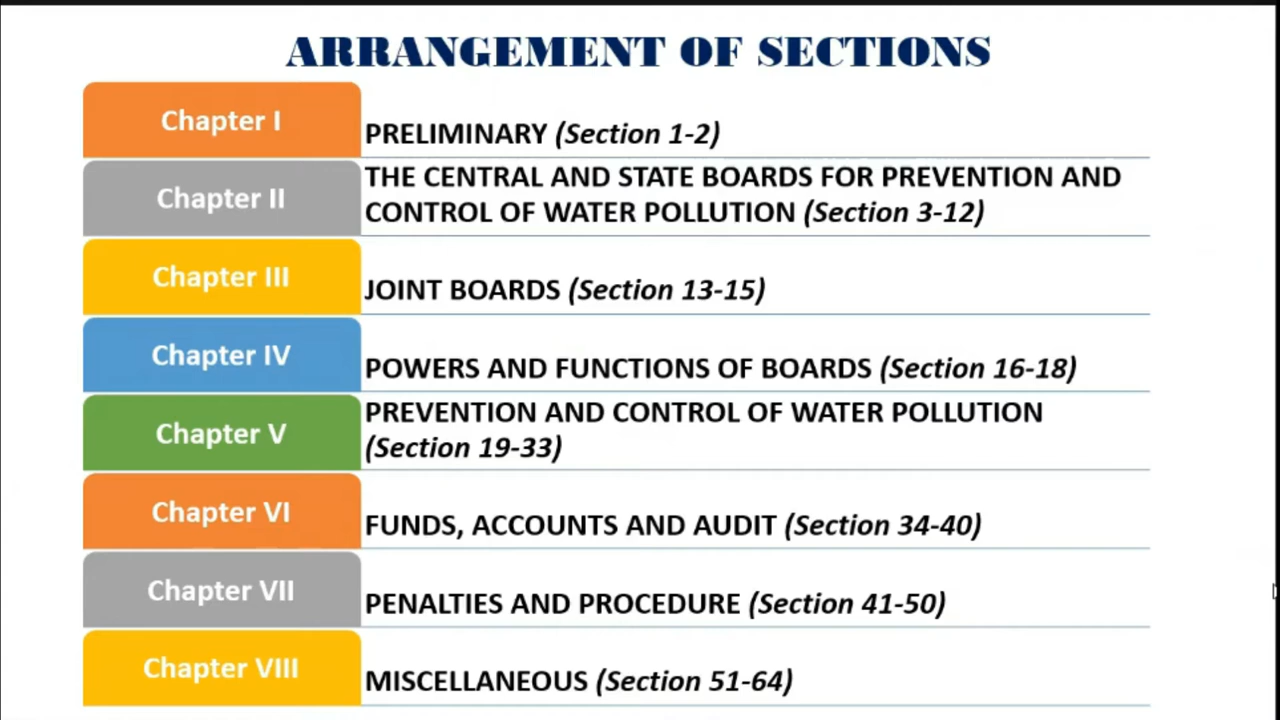 ARRANGEMENT OF SECTIONS
Chapter I
PRELIMINARY (Section 1-2)
Chapter II
THE CENTRAL AND STATE BOARDS FOR PREVENTION AND
CONTROL OF WATER POLLUTION (Section 3-12)
Chapter III
JOINT BOARDS (Section 13-15)
Chapter IV
POWERS AND FUNCTIONS OF BOARDS (Section 16-18)
Chapter V
PREVENTION AND CONTROL OF WATER POLLUTION
(Section 19-33)
Chapter VI
FUNDS, ACCOUNTS AND AUDIT (Section 34-40)
Chapter VII
PENALTIES AND PROCEDURE (Section 41-50)
Chapter VIII
MISCELLANEOUS (Section 51-64)